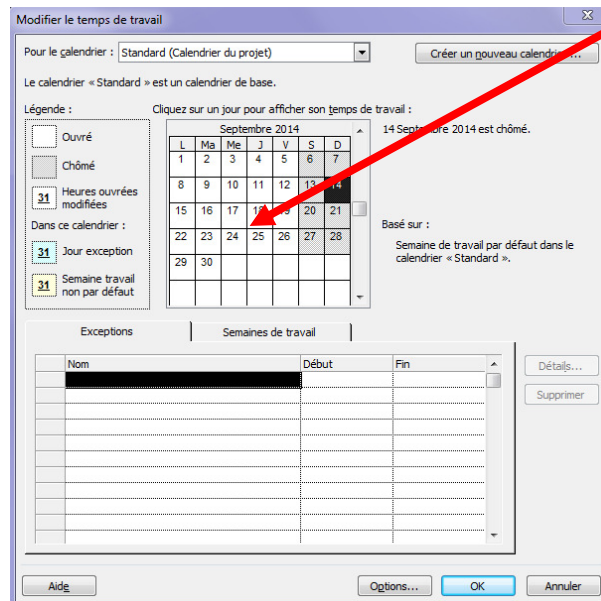 Modifier le temps de travail
Pour le calendrier : Standard (Calendrier du projet)
Créer un nouveau calendrier...
Le calendrier « Standard » est un calendrier de base.
Légende :
Cliquez sur un jour pour afficher son temps de travail :
Ouvré
Chômé
31 Heures ouvrées modifiées
Dans ce calendrier :
31 Jour exception
31 Semaine travail non par défaut
Septembre 2014
L Ma Me J V S D
1 2 3 4 5 6 7
8 9 10 11 12 13 14
15 16 17 18 19 20 21
22 23 24 25 26 27 28
29 30
14 Septembre 2014 est chômé.
Basé sur :
Semaine de travail par défaut dans le
calendrier « Standard ».
Exceptions
Semaines de travail
Nom Début Fin
Détails...
Supprimer
Aide
Options...
OK
Annuler